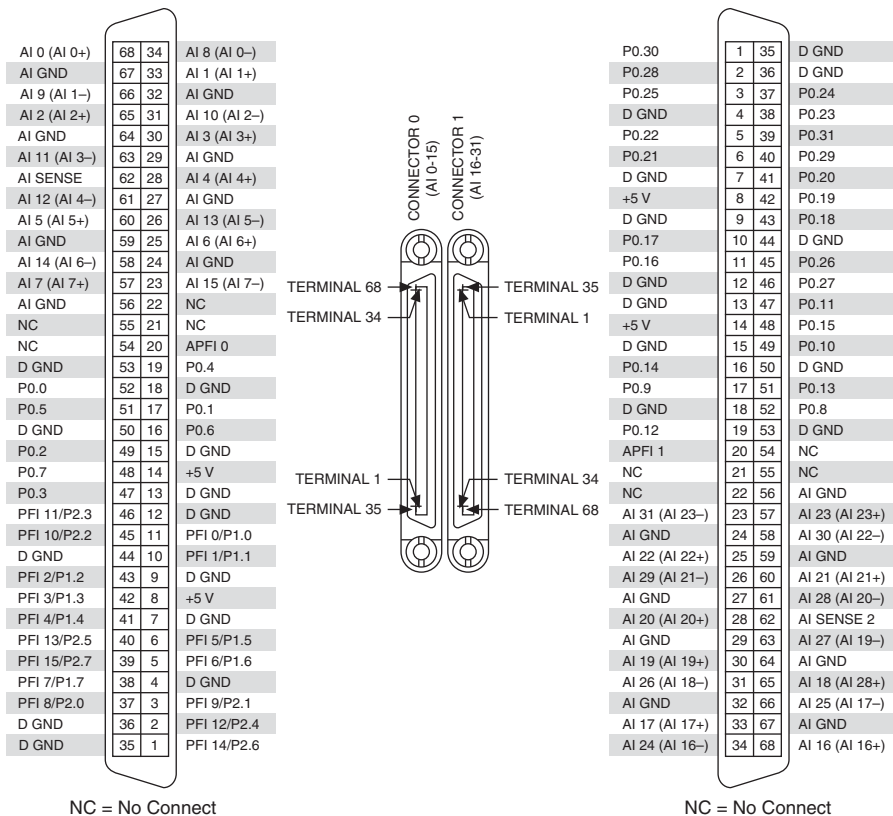 AI 0 (AI 0+) 68 34 AI 8 (AI 0–)
AI GND 67 33 AI 1 (AI 1+)
AI 9 (AI 1–) 66 32 AI GND
AI 2 (AI 2+) 65 31 AI 10 (AI 2–)
AI GND 64 30 AI 3 (AI 3+)
AI 11 (AI 3–) 63 29 AI GND
AI SENSE 62 28 AI 4 (AI 4+)
AI 12 (AI 4–) 61 27 AI GND
AI 5 (AI 5+) 60 26 AI 13 (AI 5–)
AI GND 59 25 AI 6 (AI 6+)
AI 14 (AI 6–) 58 24 AI GND
AI 7 (AI 7+) 57 23 AI 15 (AI 7–)
AI GND 56 22 NC
NC 55 21 NC
NC 54 20 APFI 0
D GND 53 19 P0.4
P0.0 52 18 D GND
P0.5 51 17 P0.1
D GND 50 16 P0.6
P0.2 49 15 D GND
P0.7 48 14 +5 V
P0.3 47 13 D GND
PFI 11/P2.3 46 12 D GND
PFI 10/P2.2 45 11 PFI 0/P1.0
D GND 44 10 PFI 1/P1.1
PFI 2/P1.2 43 9 D GND
PFI 3/P1.3 42 8 +5 V
PFI 4/P1.4 41 7 D GND
PFI 13/P2.5 40 6 PFI 5/P1.5
PFI 15/P2.7 39 5 PFI 6/P1.6
PFI 7/P1.7 38 4 D GND
PFI 8/P2.0 37 3 PFI 9/P2.1
D GND 36 2 PFI 12/P2.4
D GND 35 1 PFI 14/P2.6
NC = No Connect
CONNECTOR 0
(AI 0-15)
CONNECTOR 1
(AI 16-31)
TERMINAL 68
TERMINAL 34
TERMINAL 35
TERMINAL 1
TERMINAL 1
TERMINAL 35
TERMINAL 34
TERMINAL 68
P0.30 1 35 D GND
P0.28 2 36 D GND
P0.25 3 37 P0.24
D GND 4 38 P0.23
P0.22 5 39 P0.31
P0.21 6 40 P0.29
D GND 7 41 P0.20
+5 V 8 42 P0.19
D GND 9 43 P0.18
P0.17 10 44 D GND
P0.16 11 45 P0.26
D GND 12 46 P0.27
D GND 13 47 P0.11
+5 V 14 48 P0.15
D GND 15 49 P0.10
P0.14 16 50 D GND
P0.9 17 51 P0.13
D GND 18 52 P0.8
P0.12 19 53 D GND
APFI 1 20 54 NC
NC 21 55 NC
NC 22 56 AI GND
AI 31 (AI 23–) 23 57 AI 23 (AI 23+)
AI GND 24 58 AI 30 (AI 22–)
AI 22 (AI 22+) 25 59 AI GND
AI 29 (AI 21–) 26 60 AI 21 (AI 21+)
AI GND 27 61 AI 28 (AI 20–)
AI 20 (AI 20+) 28 62 AI SENSE 2
AI GND 29 63 AI 27 (AI 19–)
AI 19 (AI 19+) 30 64 AI GND
AI 26 (AI 18–) 31 65 AI 18 (AI 28+)
AI GND 32 66 AI 25 (AI 17–)
AI 17 (AI 17+) 33 67 AI GND
AI 24 (AI 16–) 34 68 AI 16 (AI 16+)
NC = No Connect